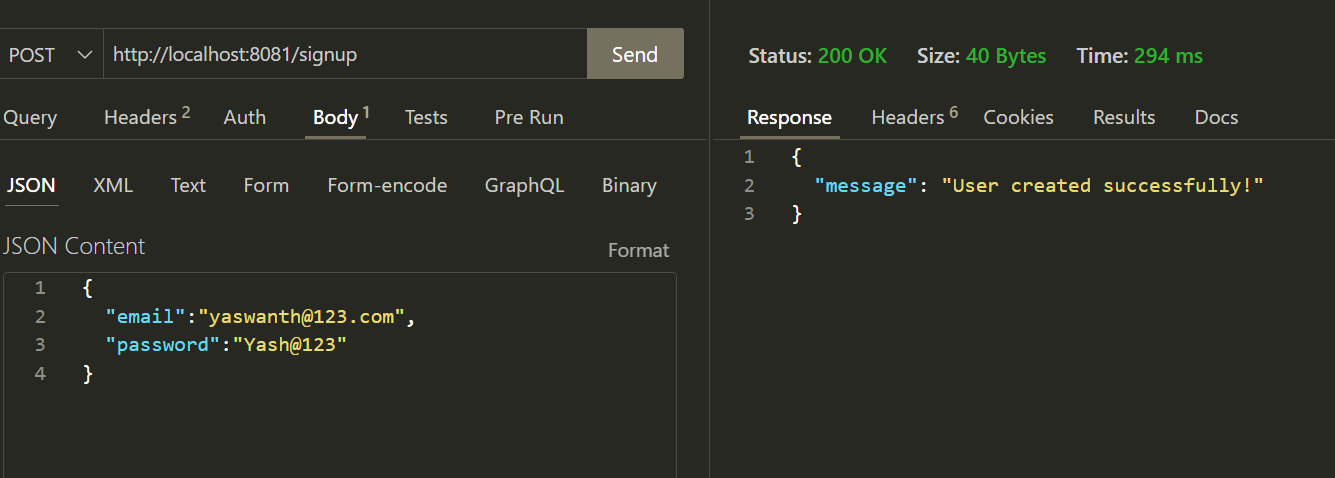 POST http://localhost:8081/signup Send
Query Headers 2 Auth Body 1 Tests Pre Run
JSON XML Text Form Form-encode GraphQL Binary
JSON Content Format
1 {
2 "email":"yaswanth@123.com",
3 "password":"Yash@123"
4 }
Status: 200 OK Size: 40 Bytes Time: 294 ms
Response Headers 6 Cookies Results Docs
1 {
2 "message": "User created successfully!"
3 }